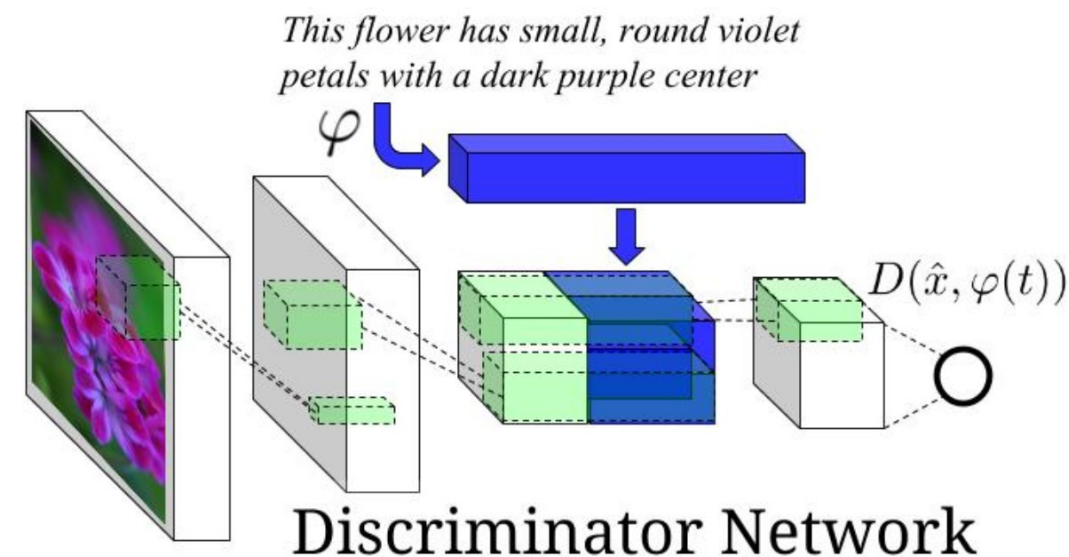 This flower has small, round violet
petals with a dark purple center
φ
D(x̂, φ(t))
Discriminator Network